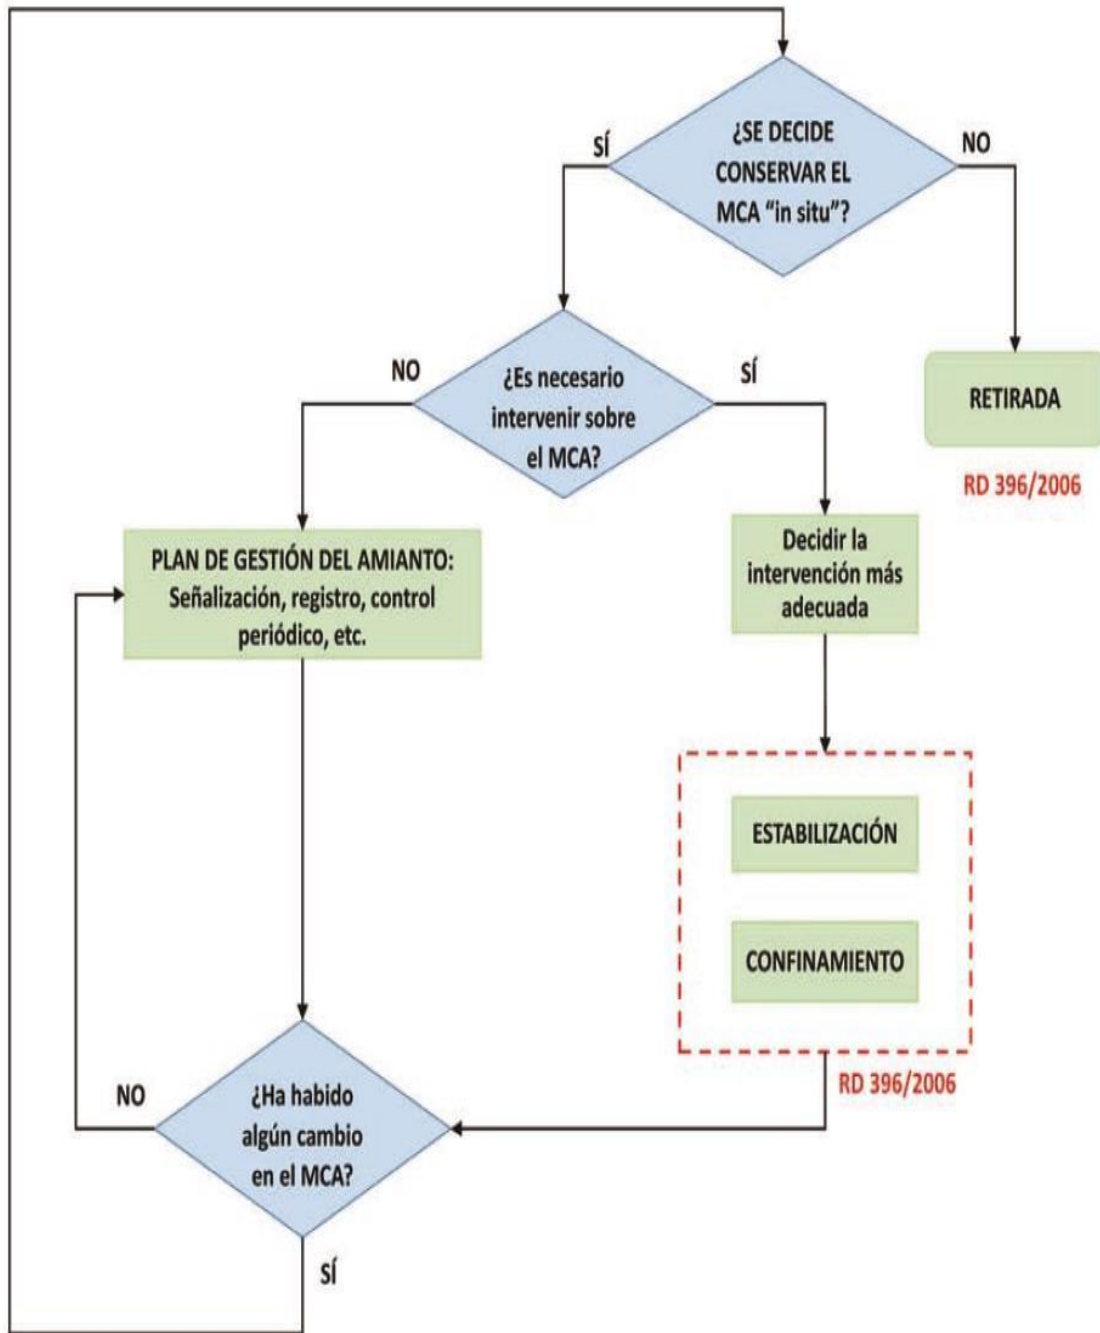 ¿SE DECIDE
CONSERVAR EL
MCA “in situ”?
SÍ
NO
¿Es necesario
intervenir sobre
el MCA?
NO
SÍ
RETIRADA
RD 396/2006
PLAN DE GESTIÓN DEL AMIANTO:
Señalización, registro, control
periódico, etc.
Decidir la
intervención más
adecuada
ESTABILIZACIÓN
CONFINAMIENTO
RD 396/2006
¿Ha habido
algún cambio
en el MCA?
NO
SÍ